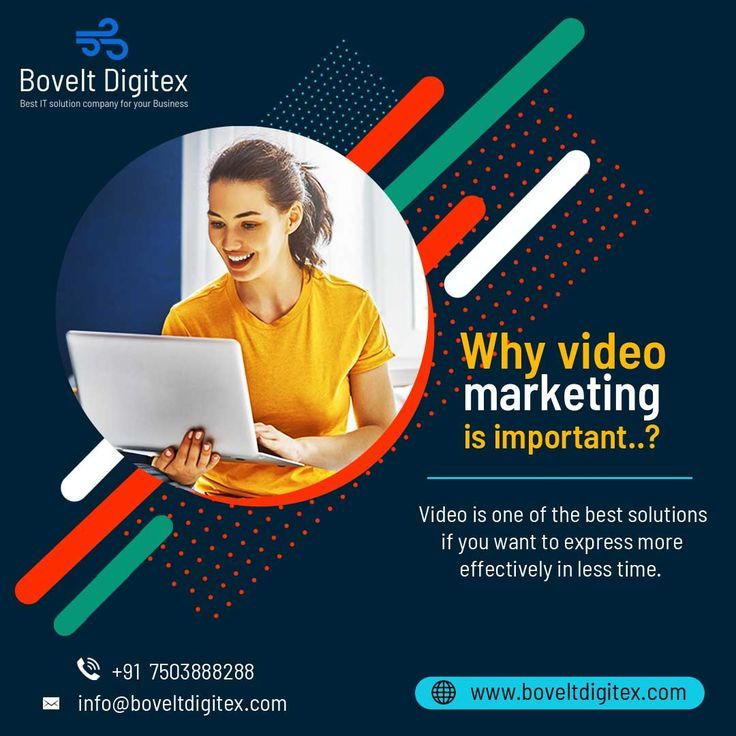 Bovelt Digitex
Best IT solution company for your Business
Why video
marketing
is important..?
Video is one of the best solutions
if you want to express more
effectively in less time.
+91 7503888288
info@boveltdigitex.com
www.boveltdigitex.com